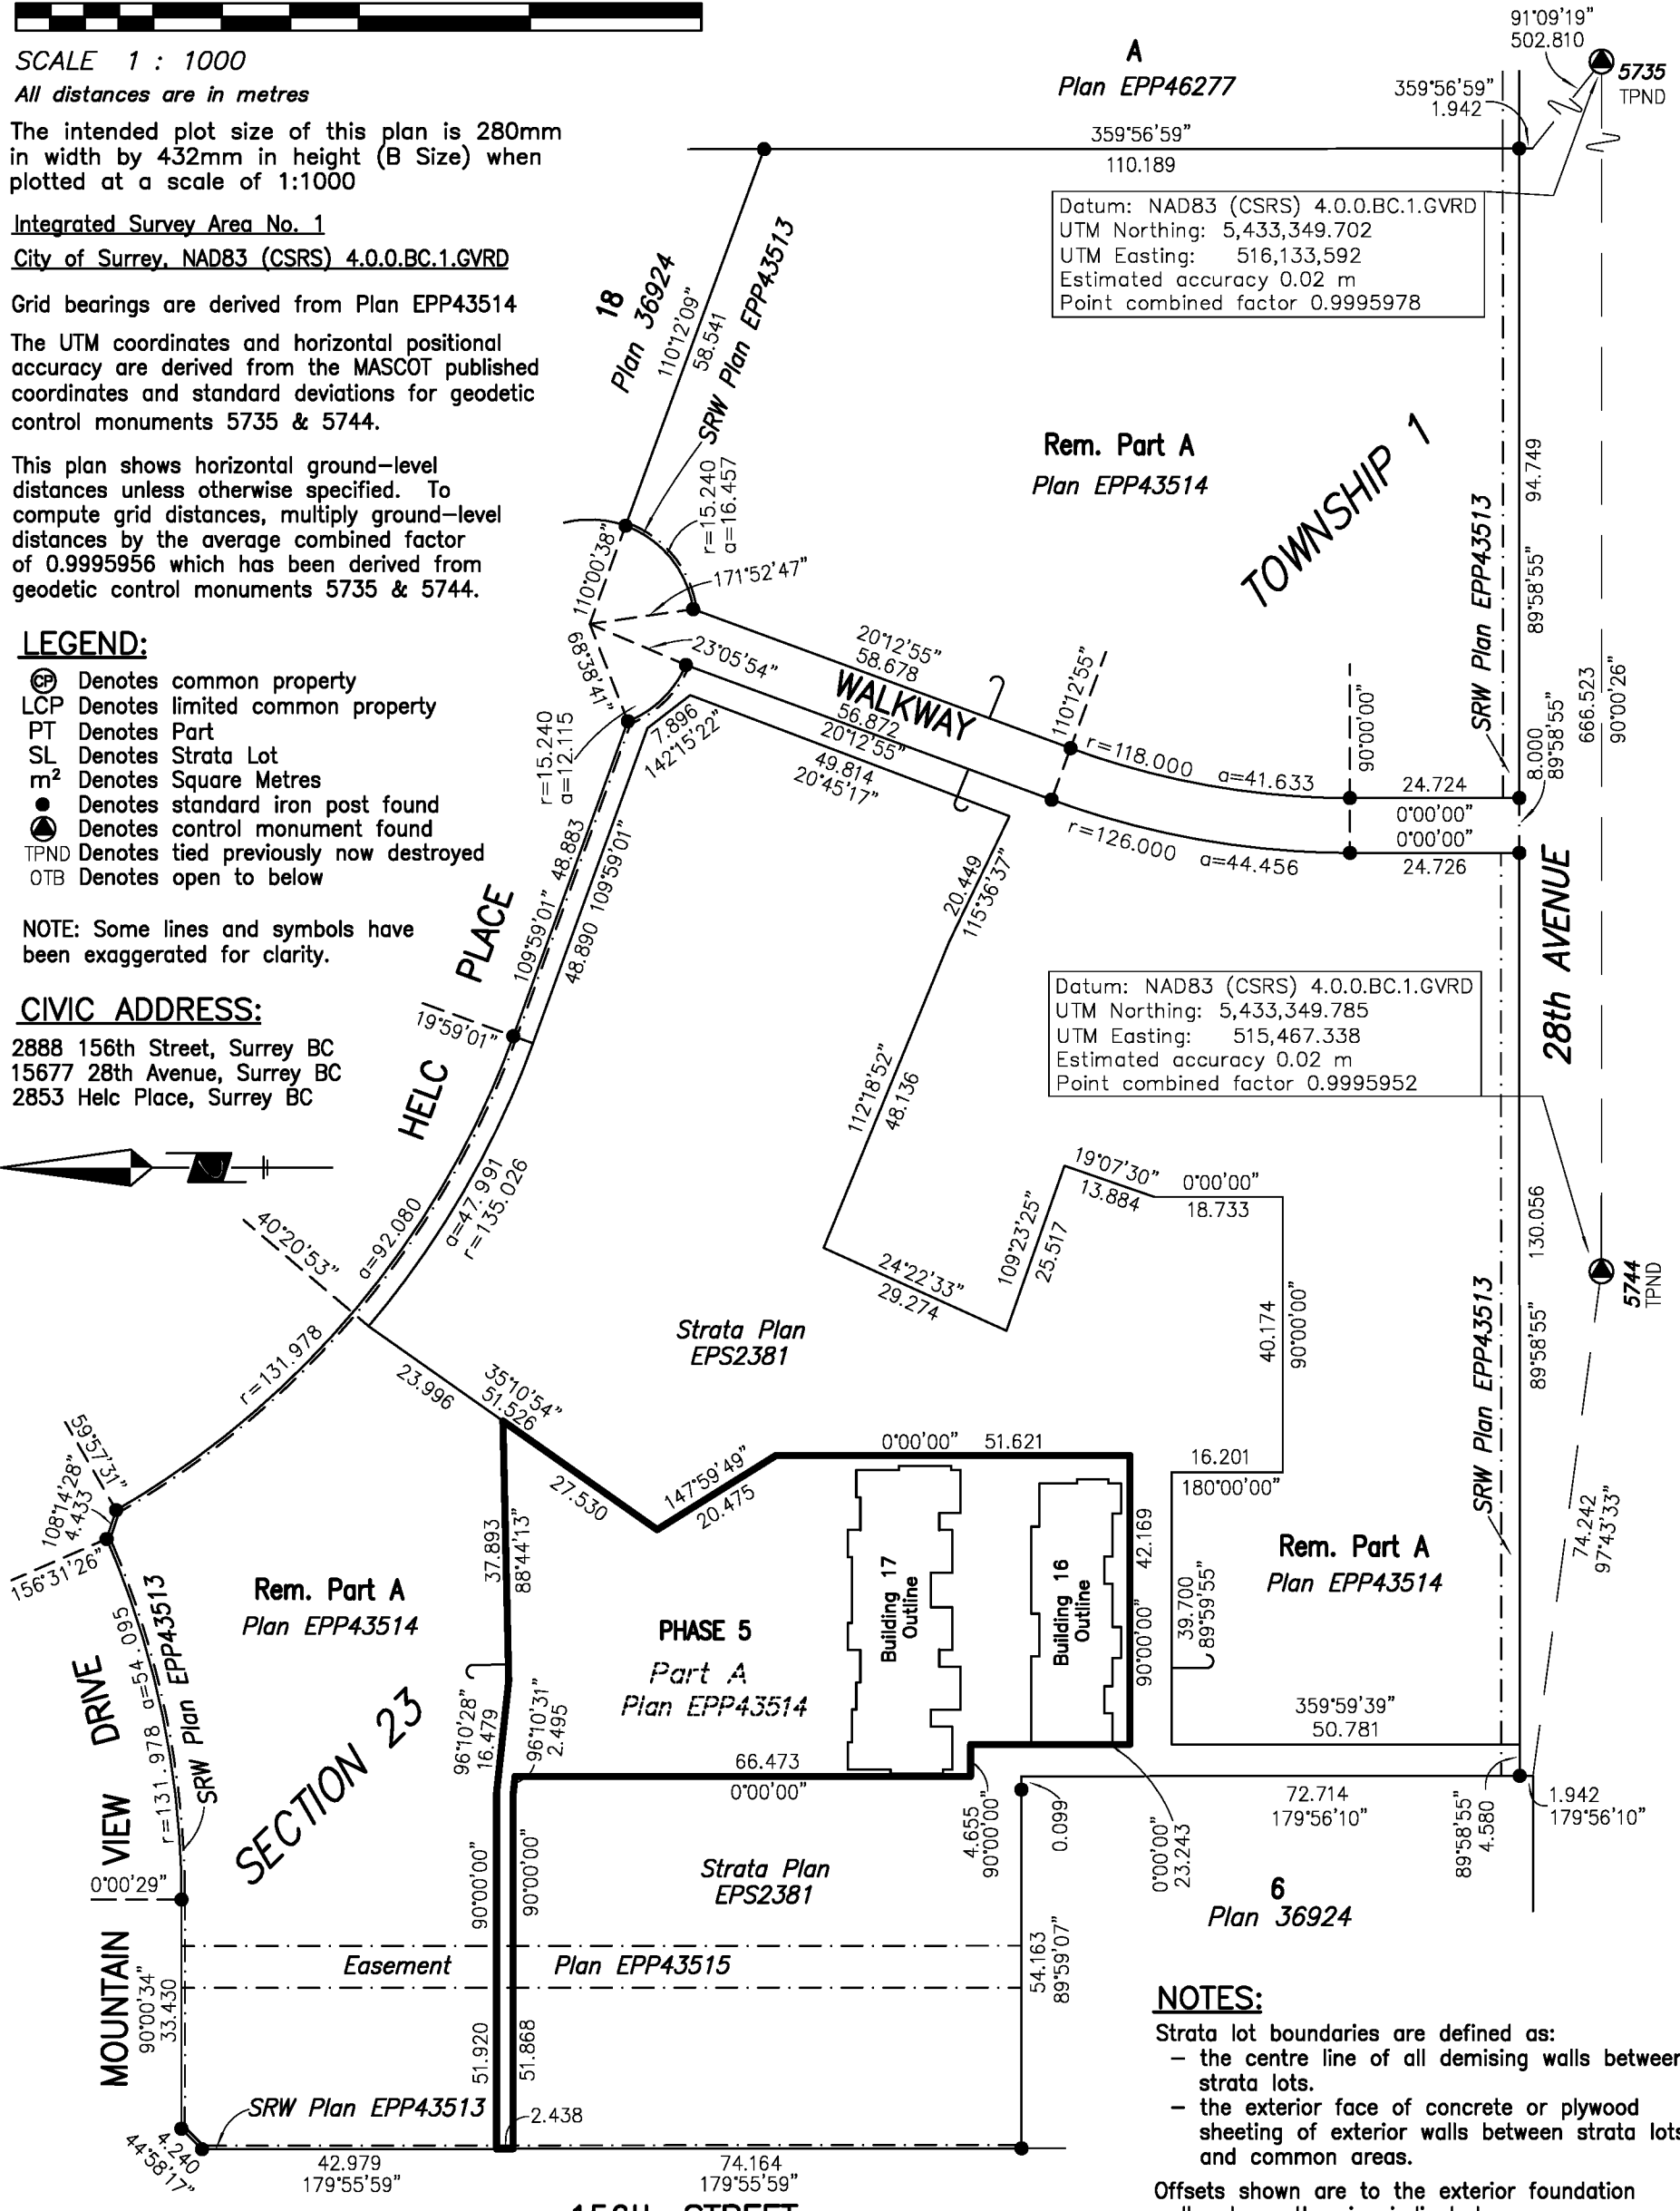 SCALE 1 : 1000
All distances are in metres
The intended plot size of this plan is 280mm
in width by 432mm in height (B Size) when
plotted at a scale of 1:1000
Integrated Survey Area No. 1
City of Surrey, NAD83 (CSRS) 4.0.0.BC.1.GVRD
Grid bearings are derived from Plan EPP43514
The UTM coordinates and horizontal positional
accuracy are derived from the MASCOT published
coordinates and standard deviations for geodetic
control monuments 5735 & 5744.
This plan shows horizontal ground-level
distances unless otherwise specified. To
compute grid distances, multiply ground-level
distances by the average combined factor
of 0.9995956 which has been derived from
geodetic control monuments 5735 & 5744.
LEGEND:
CP Denotes common property
LCP Denotes limited common property
PT Denotes Part
SL Denotes Strata Lot
m² Denotes Square Metres
Denotes standard iron post found
Denotes control monument found
TPND Denotes tied previously now destroyed
OTB Denotes open to below
NOTE: Some lines and symbols have
been exaggerated for clarity.
CIVIC ADDRESS:
2888 156th Street, Surrey BC
15677 28th Avenue, Surrey BC
2853 Helc Place, Surrey BC
A
Plan EPP46277
359°56'59"
110.189
91°09'19"
502.810
359°56'59"
1.942
5735
TPND
Datum: NAD83 (CSRS) 4.0.0.BC.1.GVRD
UTM Northing: 5,433,349.702
UTM Easting: 516,133,592
Estimated accuracy 0.02 m
Point combined factor 0.9995978
18
Plan 36924
110°12'09"
58.541
SRW Plan EPP43513
Rem. Part A
Plan EPP43514
TOWNSHIP 1
SRW Plan EPP43513
94.749
89°58'55"
666.523
90°00'26"
8.000
89°58'55"
r=15.240
a=16.457
110°00'38"
171°52'47"
68°38'41"
23°05'54"
r=15.240
a=12.115
7.896
142°15'22"
20°12'55"
58.678
WALKWAY
56.872
20°12'55"
49.814
20°45'17"
110°12'55"
r=118.000 a=41.633
r=126.000 a=44.456
90°00'00"
24.724
0°00'00"
0°00'00"
24.726
28th AVENUE
20.449
115°36'37"
109°59'01" 48.883
48.890 109°59'01"
HELC PLACE
19°59'01"
112°18'52"
48.136
Datum: NAD83 (CSRS) 4.0.0.BC.1.GVRD
UTM Northing: 5,433,349.785
UTM Easting: 515,467.338
Estimated accuracy 0.02 m
Point combined factor 0.9995952
5744
TPND
130.056
89°58'55"
SRW Plan EPP43513
a=47.991
r=135.026
40°20'53"
a=92.080
r=131.978
24°22'33"
29.274
109°23'25"
25.517
19°07'30"
13.884
0°00'00"
18.733
40.174
90°00'00"
16.201
180°00'00"
Strata Plan
EPS2381
23.996
35°10'54"
51.526
27.530
147°59'49"
20.475
0°00'00" 51.621
59°57'31"
108°14'28"
4.433
156°31'26"
37.893
88°44'13"
Building 17
Outline
Building 16
Outline
42.169
90°00'00"
39.700
89°59'55"
Rem. Part A
Plan EPP43514
74.242
97°43'33"
Rem. Part A
Plan EPP43514
PHASE 5
Part A
Plan EPP43514
359°59'39"
50.781
MOUNTAIN VIEW DRIVE
r=131.978 a=54.095
SRW Plan EPP43513
SECTION 23
96°10'28"
16.479
96°10'31"
2.495
66.473
0°00'00"
4.655
90°00'00"
0.099
0°00'00"
23.243
72.714
179°56'10"
89°58'55"
4.580
1.942
179°56'10"
0°00'29"
90°00'00"
90°00'00"
Strata Plan
EPS2381
6
Plan 36924
90°00'34"
33.430
Easement Plan EPP43515
54.163
89°59'07"
51.920
51.868
SRW Plan EPP43513
2.438
4.240
44°58'17"
42.979
179°55'59"
74.164
179°55'59"
NOTES:
Strata lot boundaries are defined as:
- the centre line of all demising walls between
strata lots.
- the exterior face of concrete or plywood
sheeting of exterior walls between strata lots
and common areas.
Offsets shown are to the exterior foundation